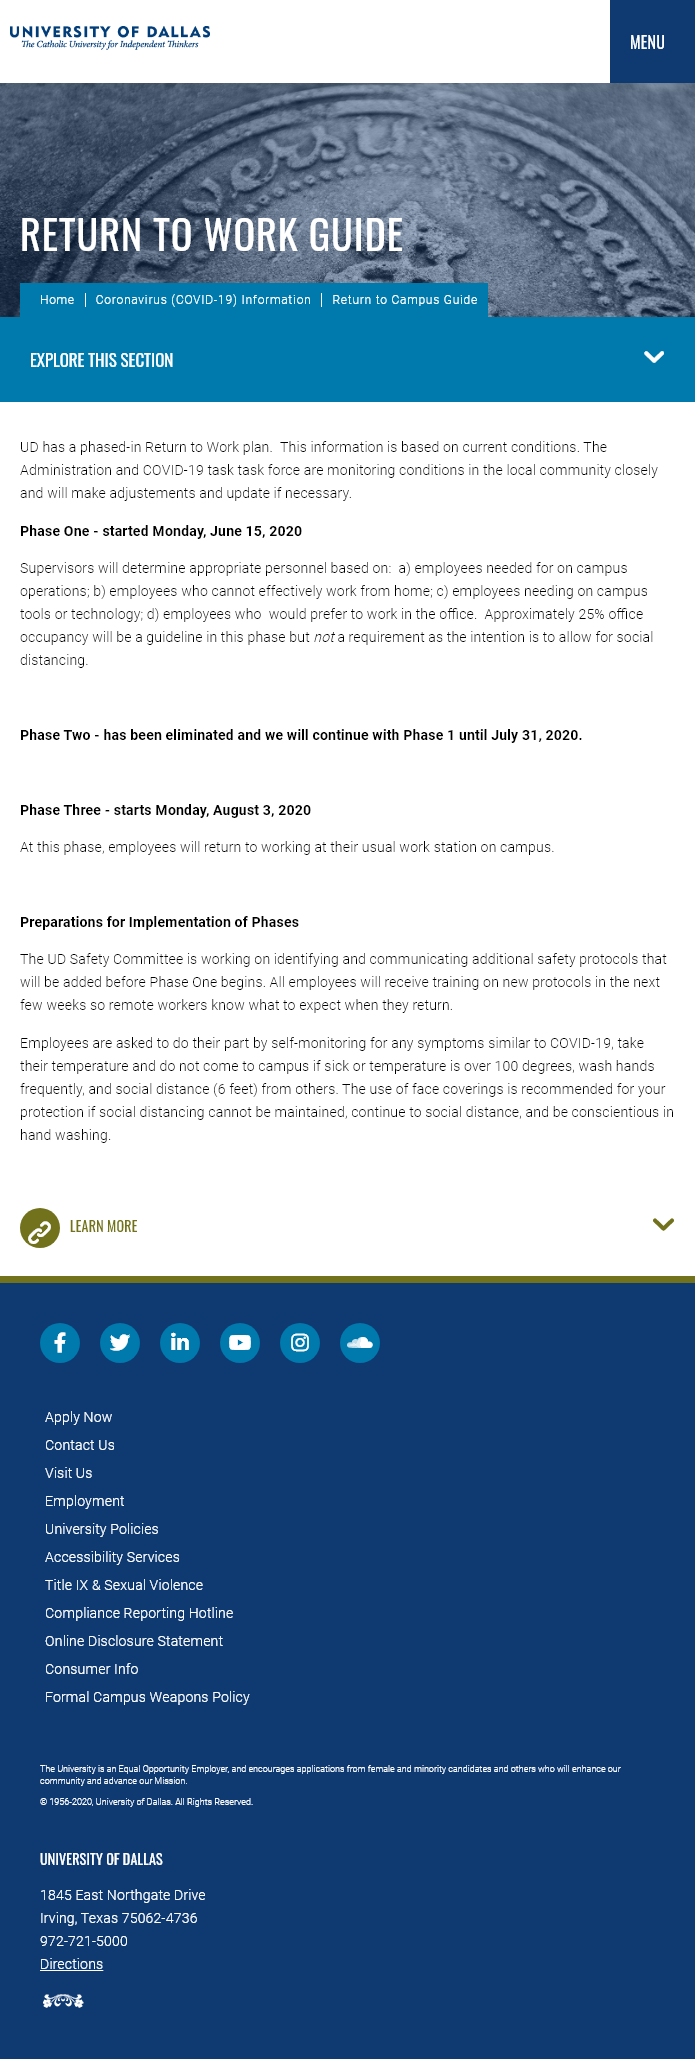 UNIVERSITY OF DALLAS
The Catholic University for Independent Thinkers
MENU
RETURN TO WORK GUIDE
Home | Coronavirus (COVID-19) Information | Return to Campus Guide
EXPLORE THIS SECTION
UD has a phased-in Return to Work plan.  This information is based on current conditions. The
Administration and COVID-19 task task force are monitoring conditions in the local community closely
and will make adjustements and update if necessary.
Phase One - started Monday, June 15, 2020
Supervisors will determine appropriate personnel based on:  a) employees needed for on campus
operations; b) employees who cannot effectively work from home; c) employees needing on campus
tools or technology; d) employees who  would prefer to work in the office.  Approximately 25% office
occupancy will be a guideline in this phase but not a requirement as the intention is to allow for social
distancing.
Phase Two - has been eliminated and we will continue with Phase 1 until July 31, 2020.
Phase Three - starts Monday, August 3, 2020
At this phase, employees will return to working at their usual work station on campus.
Preparations for Implementation of Phases
The UD Safety Committee is working on identifying and communicating additional safety protocols that
will be added before Phase One begins. All employees will receive training on new protocols in the next
few weeks so remote workers know what to expect when they return.
Employees are asked to do their part by self-monitoring for any symptoms similar to COVID-19, take
their temperature and do not come to campus if sick or temperature is over 100 degrees, wash hands
frequently, and social distance (6 feet) from others. The use of face coverings is recommended for your
protection if social distancing cannot be maintained, continue to social distance, and be conscientious in
hand washing.
LEARN MORE
Apply Now
Contact Us
Visit Us
Employment
University Policies
Accessibility Services
Title IX & Sexual Violence
Compliance Reporting Hotline
Online Disclosure Statement
Consumer Info
Formal Campus Weapons Policy
The University is an Equal Opportunity Employer, and encourages applications from female and minority candidates and others who will enhance our
community and advance our Mission.
© 1956-2020, University of Dallas. All Rights Reserved.
UNIVERSITY OF DALLAS
1845 East Northgate Drive
Irving, Texas 75062-4736
972-721-5000
Directions